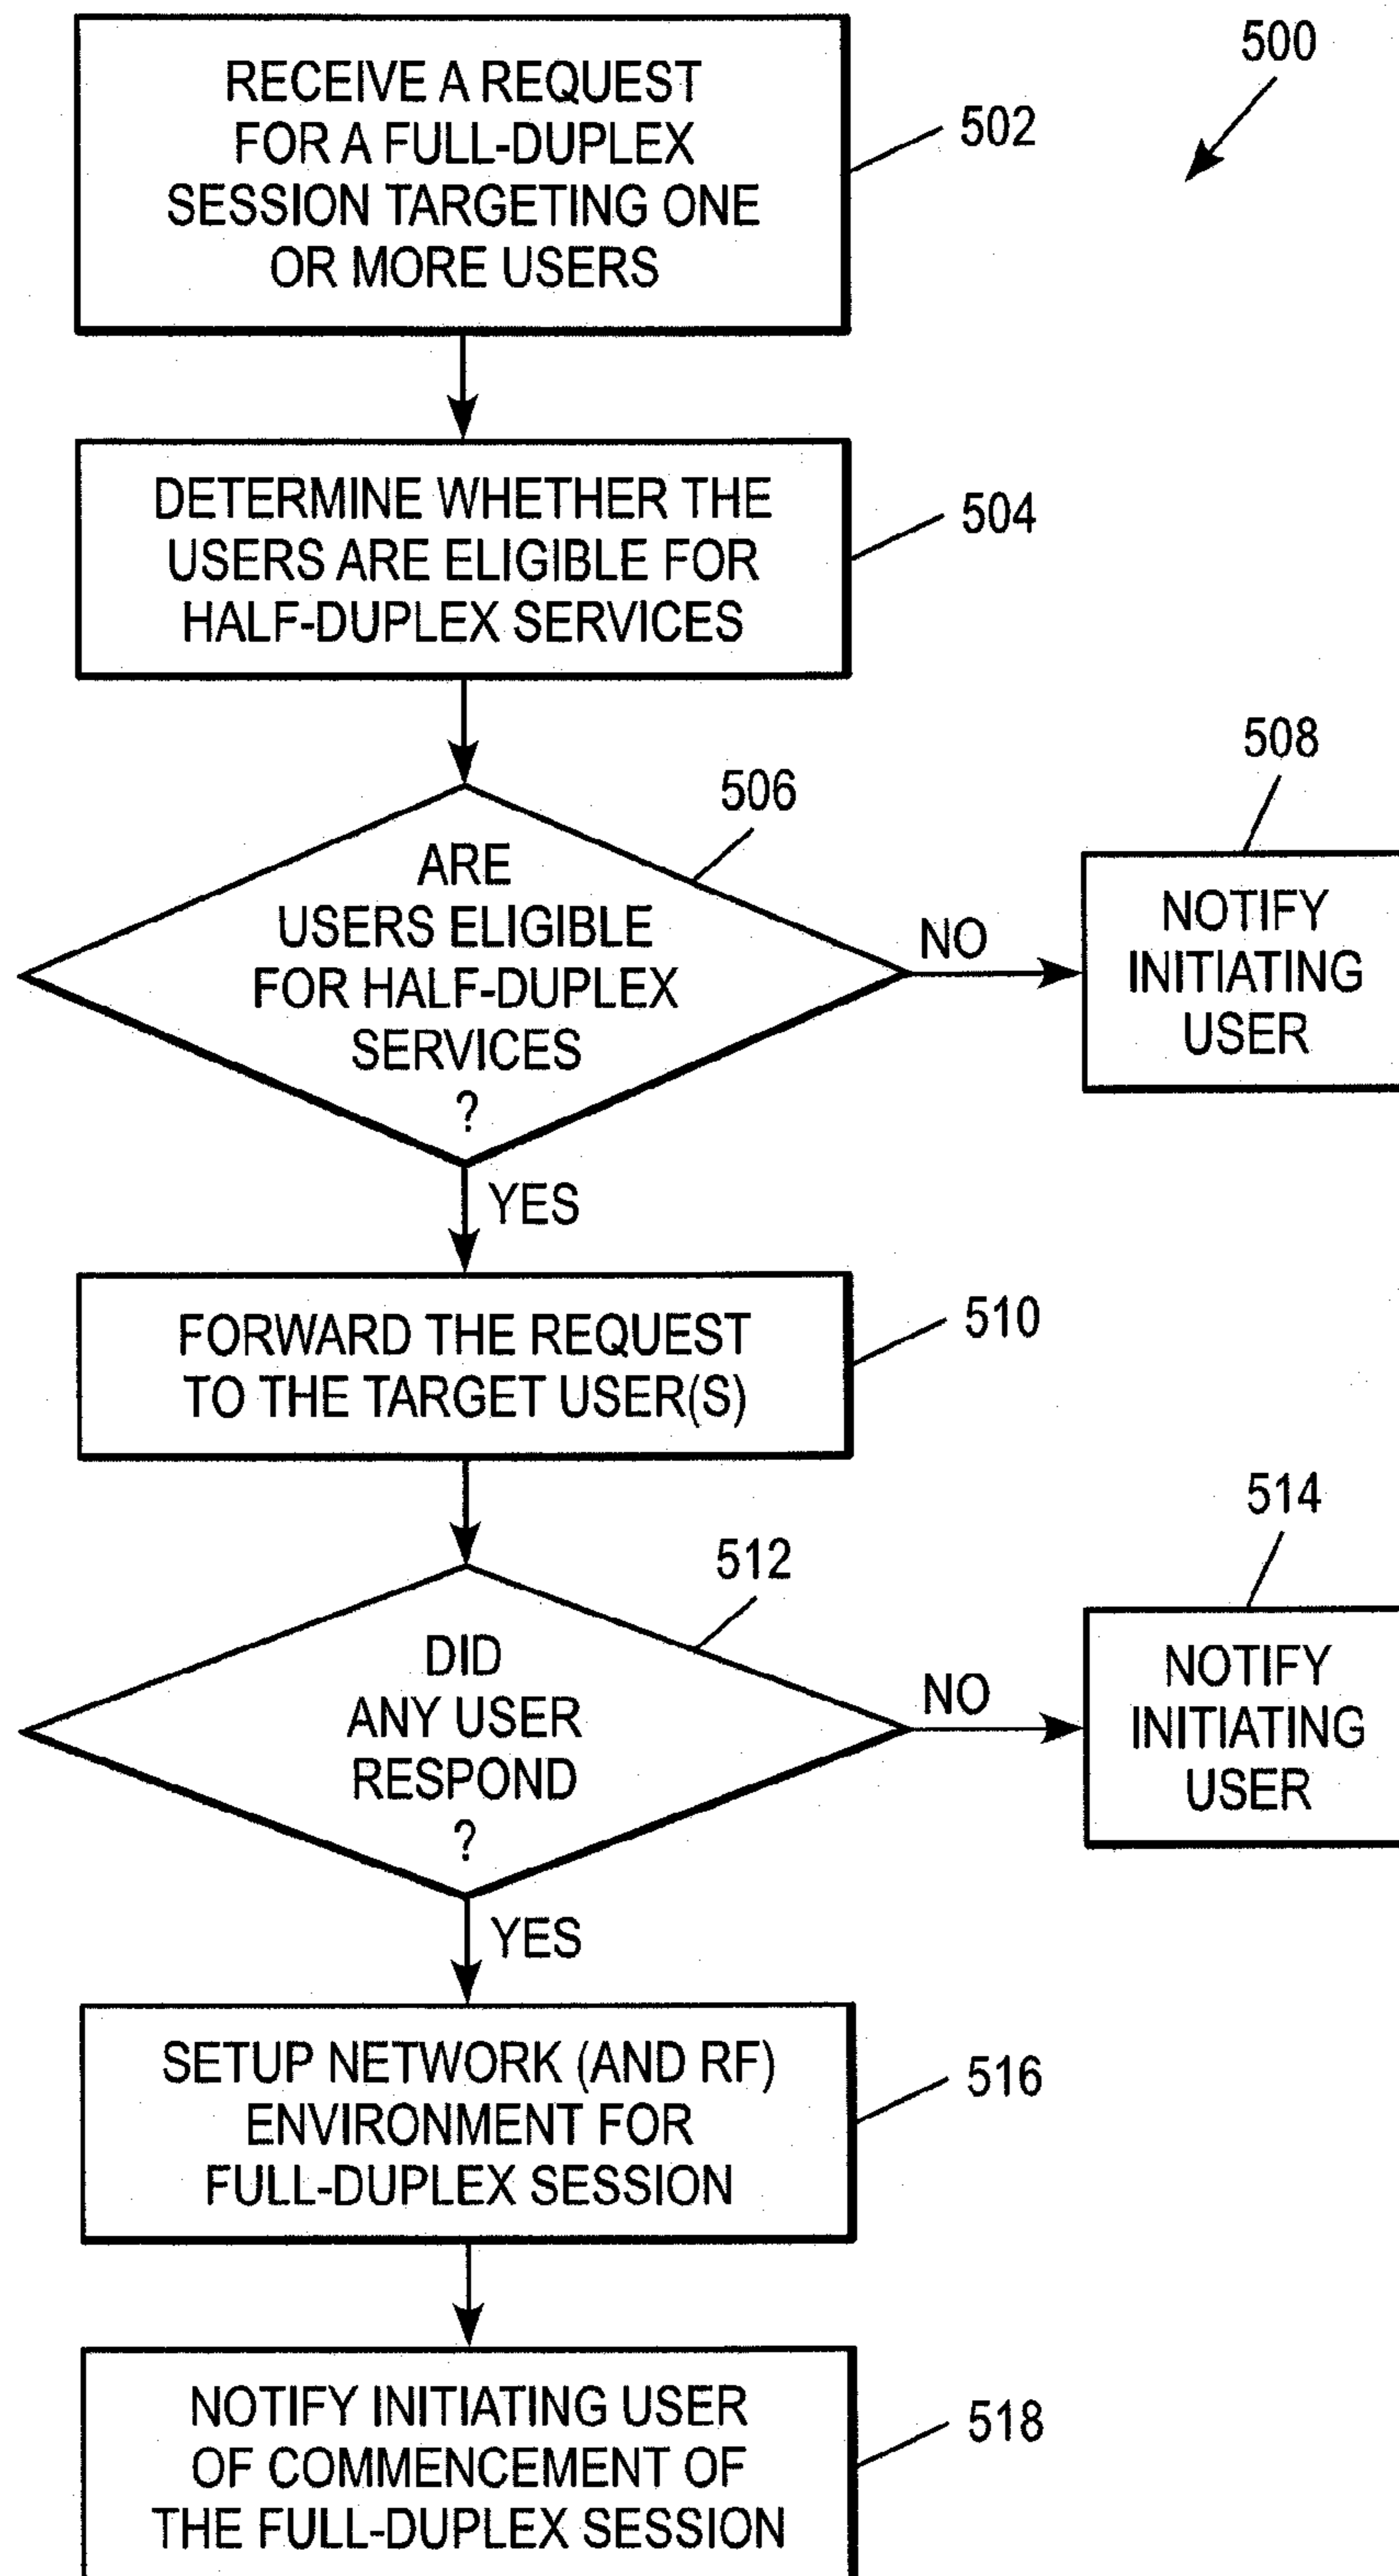 500
RECEIVE A REQUEST
FOR A FULL-DUPLEX
SESSION TARGETING ONE
OR MORE USERS
502
DETERMINE WHETHER THE
USERS ARE ELIGIBLE FOR
HALF-DUPLEX SERVICES
504
506
ARE
USERS ELIGIBLE
FOR HALF-DUPLEX
SERVICES
?
NO
508
NOTIFY
INITIATING
USER
YES
FORWARD THE REQUEST
TO THE TARGET USER(S)
510
512
DID
ANY USER
RESPOND
?
NO
514
NOTIFY
INITIATING
USER
YES
SETUP NETWORK (AND RF)
ENVIRONMENT FOR
FULL-DUPLEX SESSION
516
NOTIFY INITIATING USER
OF COMMENCEMENT OF
THE FULL-DUPLEX SESSION
518